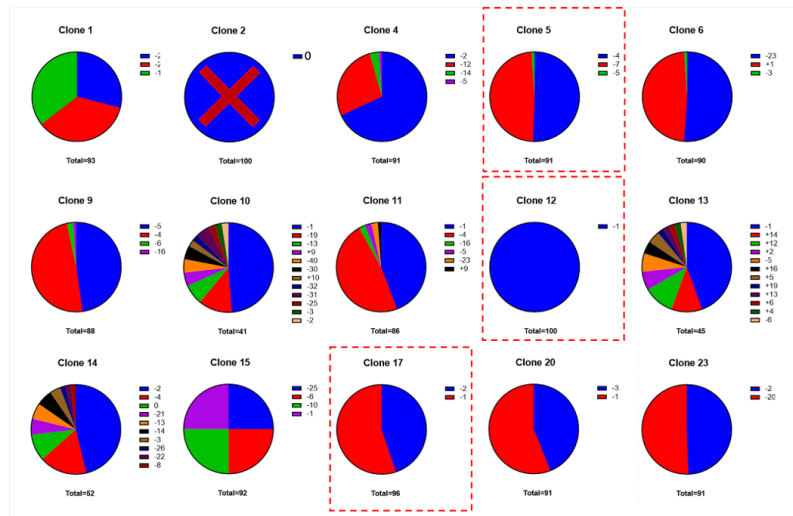 Clone 1
-2
-2
-1
Total=93
Clone 2
0
Total=100
Clone 4
-2
-12
-14
-5
Total=91
Clone 5
-4
-7
-5
Total=91
Clone 6
-23
+1
-3
Total=90
Clone 9
-5
-4
-6
-16
Total=88
Clone 10
-1
-19
-13
+9
-40
-30
+10
-32
-31
-25
-3
-2
Total=41
Clone 11
-1
-4
-16
-5
-23
+9
Total=86
Clone 12
-1
Total=100
Clone 13
-1
+14
+12
+2
-5
+16
+5
+19
+13
+6
+4
-6
Total=45
Clone 14
-2
-4
0
-21
-13
-14
-3
-26
-22
-8
Total=52
Clone 15
-25
-6
-10
-1
Total=92
Clone 17
-2
-1
Total=96
Clone 20
-3
-1
Total=91
Clone 23
-2
-20
Total=91